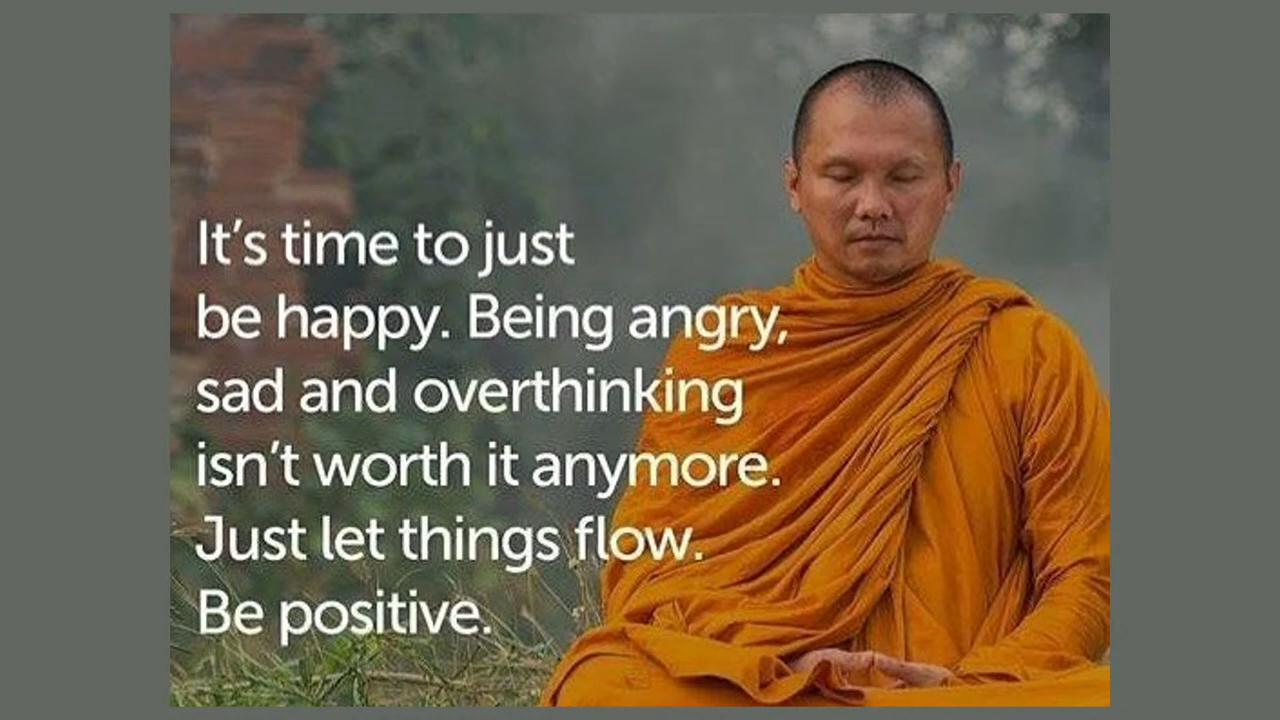 It's time to just
be happy. Being angry,
sad and overthinking
isn't worth it anymore.
Just let things flow.
Be positive.